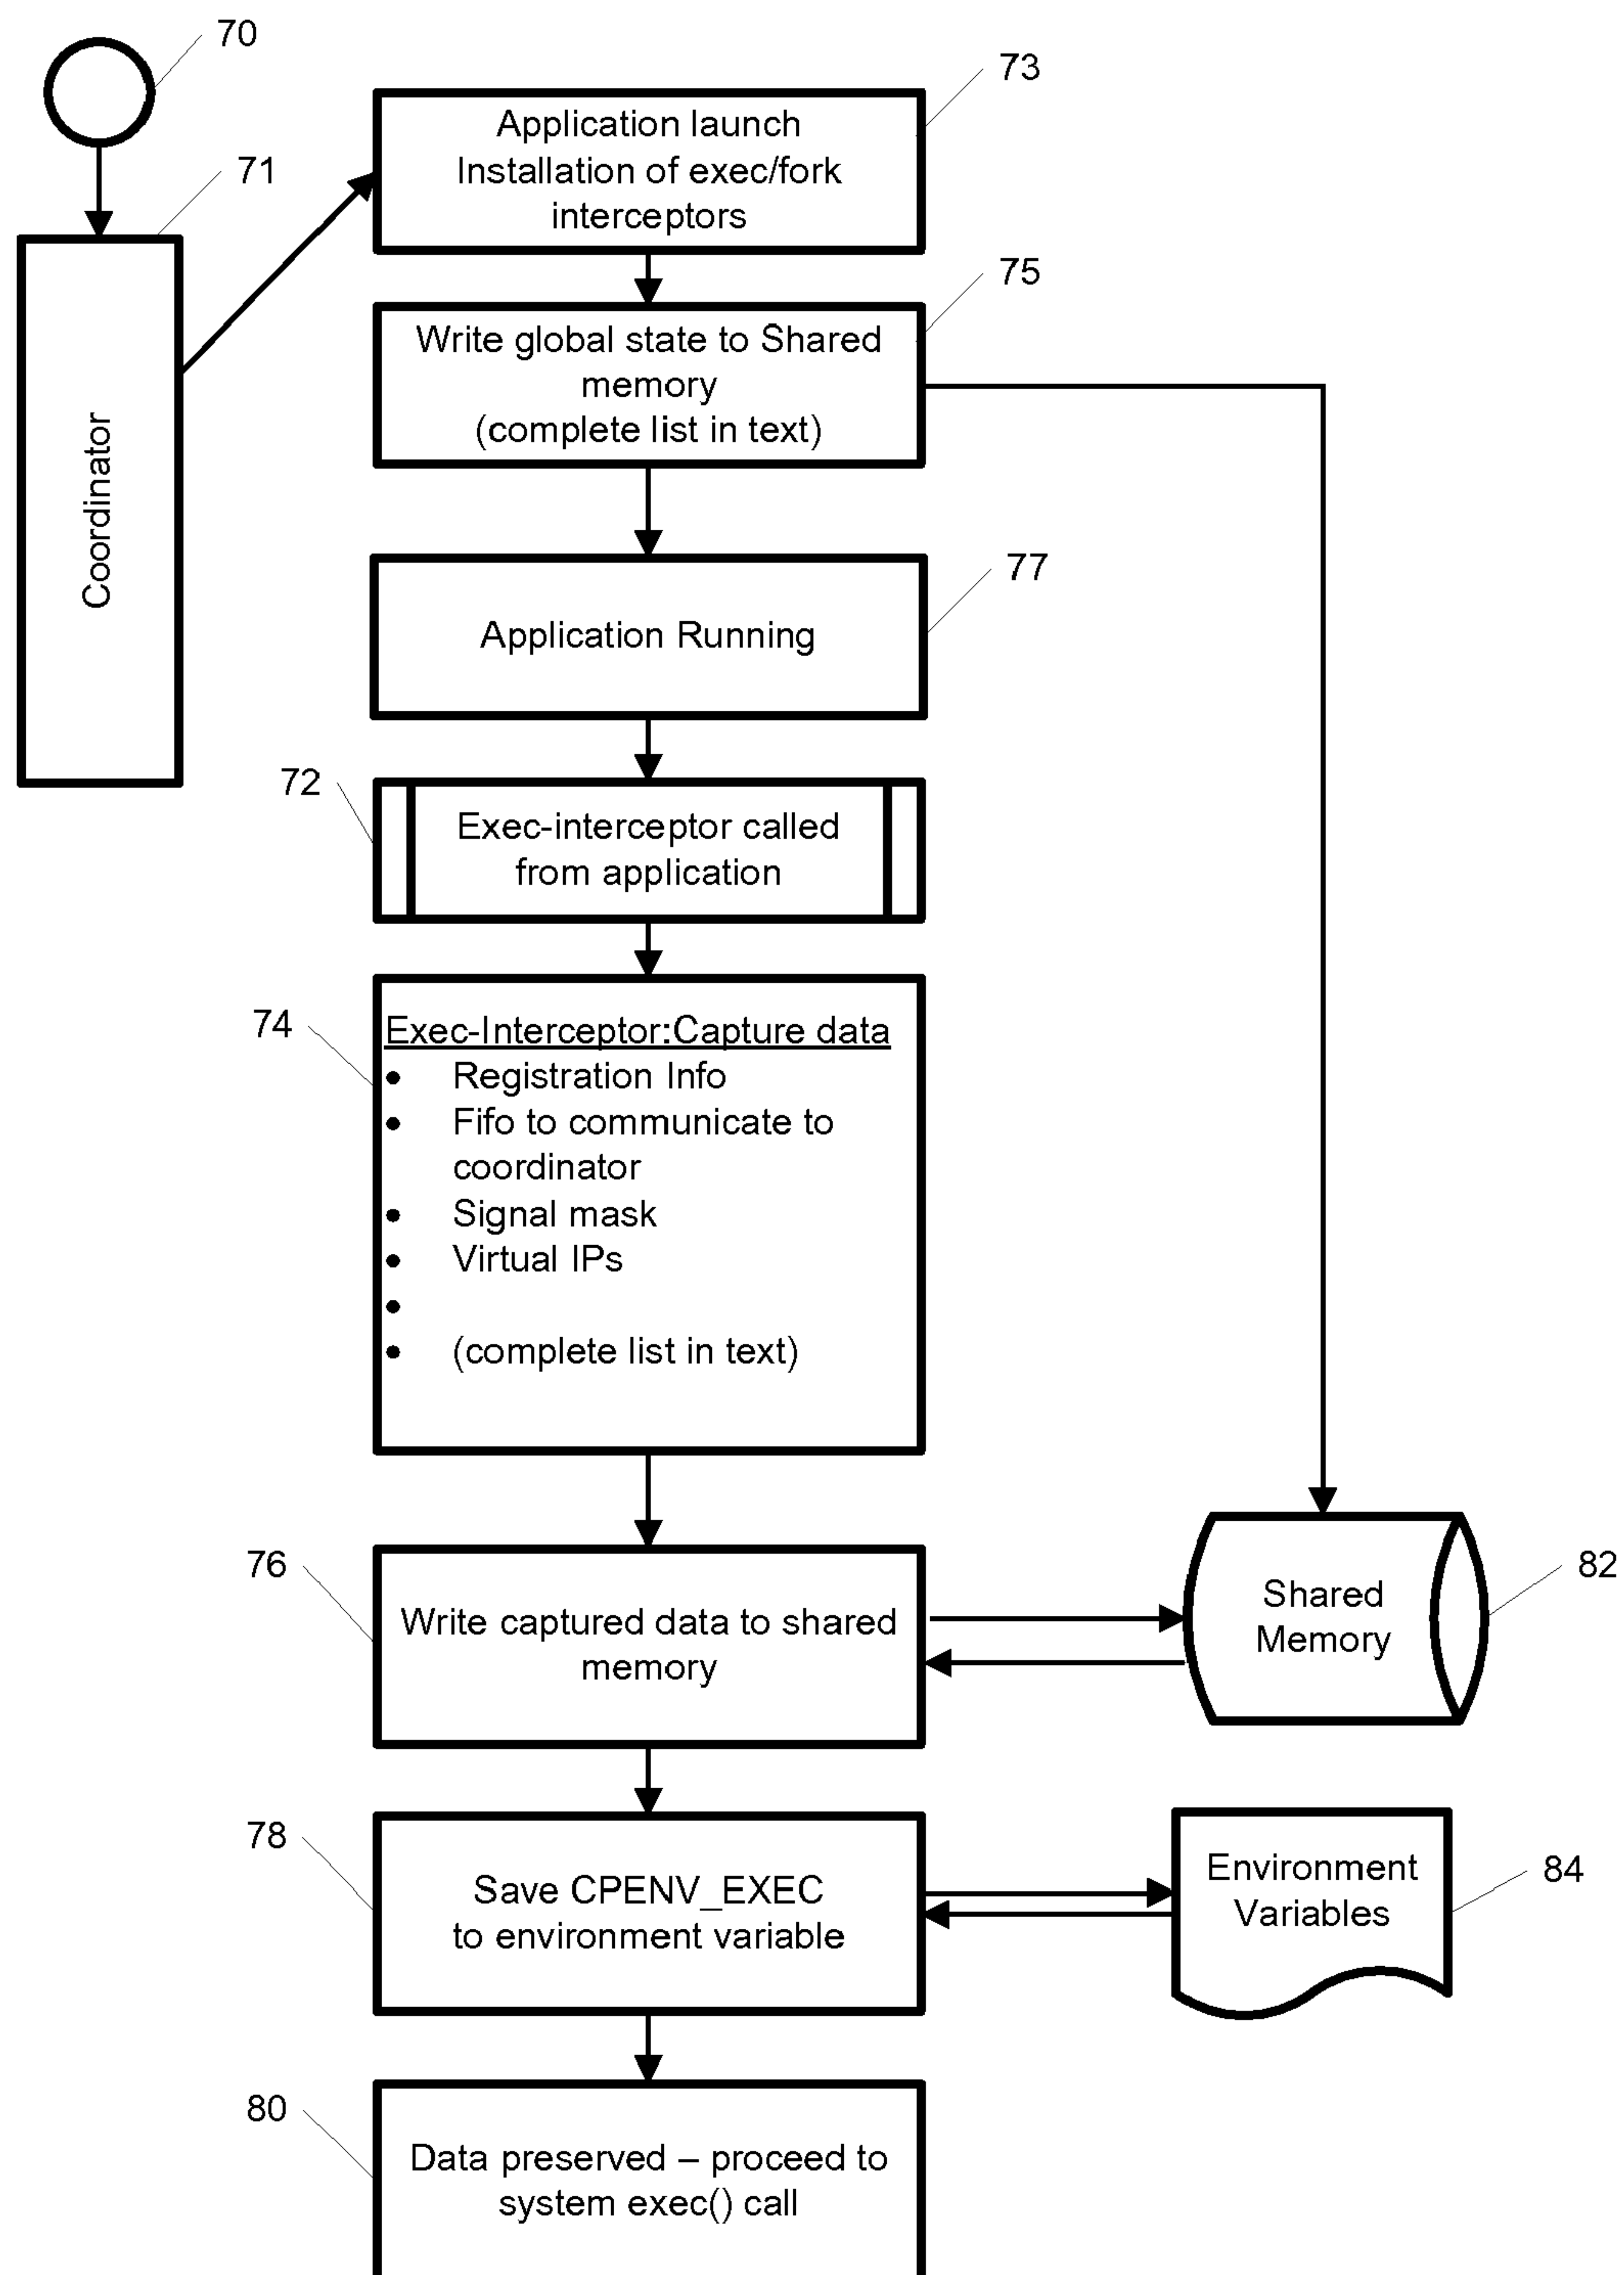 70
73
Application launch
Installation of exec/fork
interceptors
71
75
Write global state to Shared
memory
(complete list in text)
Coordinator
77
Application Running
72
Exec-interceptor called
from application
74
Exec-Interceptor:Capture data
• Registration Info
• Fifo to communicate to
coordinator
• Signal mask
• Virtual IPs
•
• (complete list in text)
76
Write captured data to shared
memory
Shared
Memory
82
78
Save CPENV_EXEC
to environment variable
Environment
Variables
84
80
Data preserved – proceed to
system exec() call